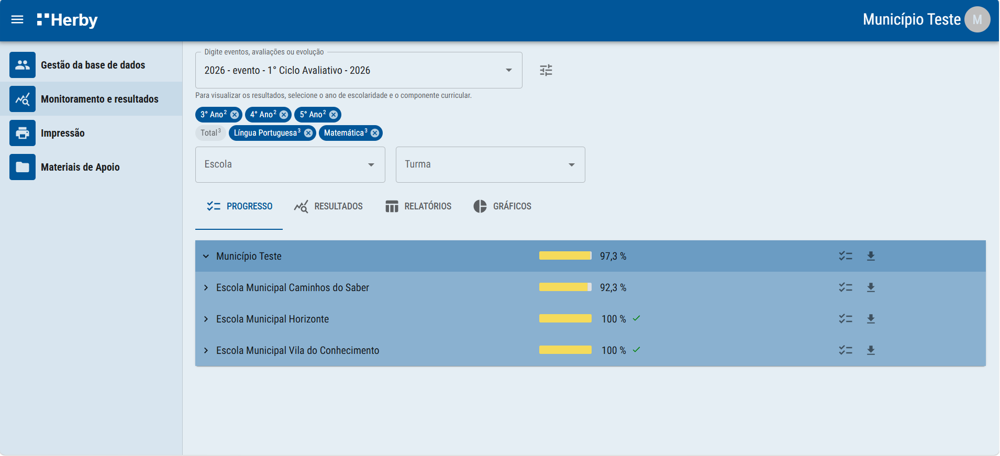 Herby
Município Teste
M
Gestão da base de dados
Monitoramento e resultados
Impressão
Materiais de Apoio
Digite eventos, avaliações ou evolução
2026 - evento - 1° Ciclo Avaliativo - 2026
Para visualizar os resultados, selecione o ano de escolaridade e o componente curricular.
3° Ano² 4° Ano² 5° Ano²
Total³ Língua Portuguesa³ Matemática³
Escola Turma
PROGRESSO RESULTADOS RELATÓRIOS GRÁFICOS
Município Teste 97,3 %
Escola Municipal Caminhos do Saber 92,3 %
Escola Municipal Horizonte 100 %
Escola Municipal Vila do Conhecimento 100 %